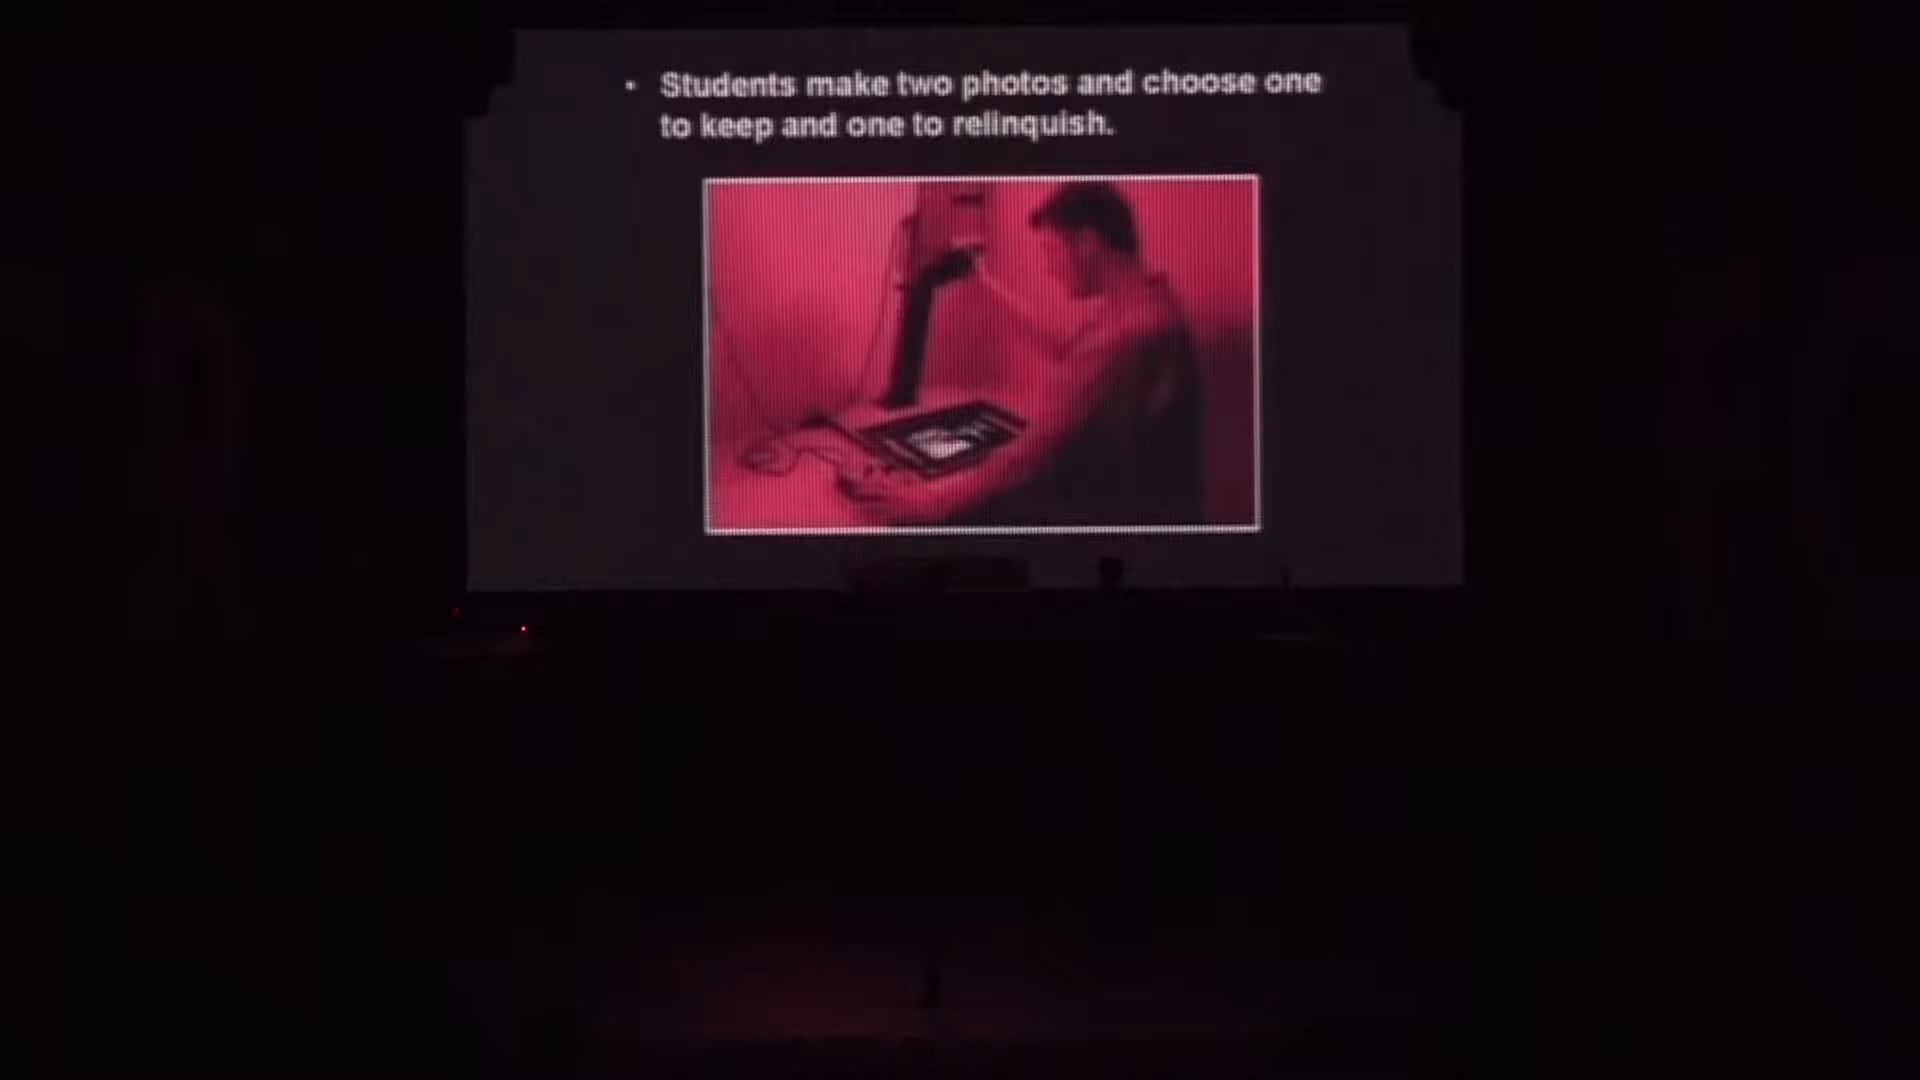 • Students make two photos and choose one
to keep and one to relinquish.